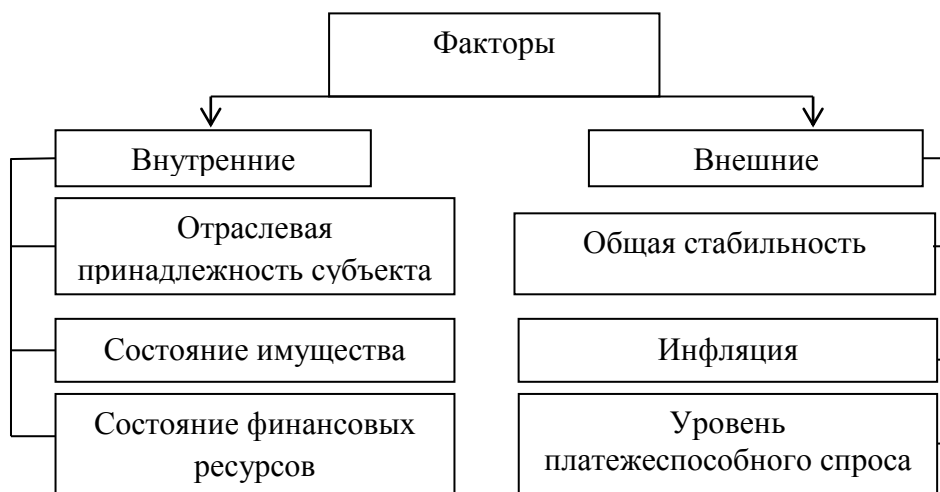 Факторы
Внутренние
Внешние
Отраслевая
принадлежность субъекта
Общая стабильность
Состояние имущества
Инфляция
Состояние финансовых
ресурсов
Уровень
платежеспособного спроса